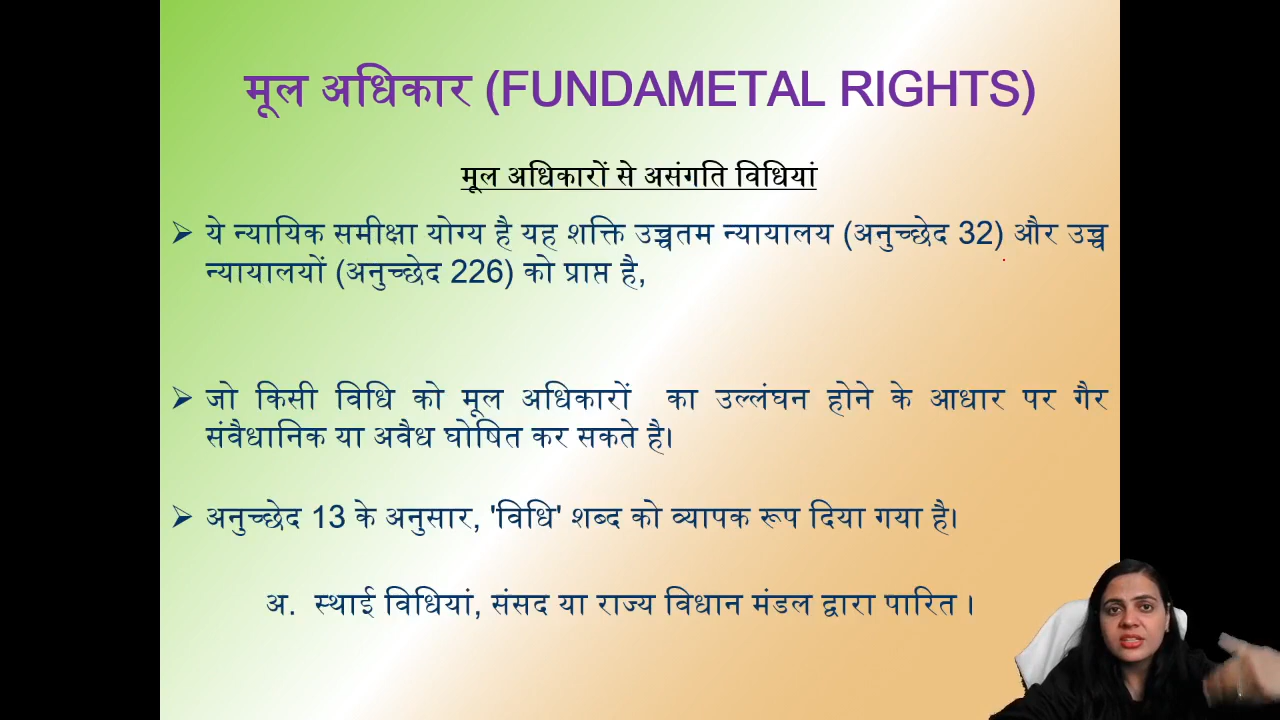 मूल अधिकार (FUNDAMETAL RIGHTS)
मूल अधिकारों से असंगति विधियां
➢ ये न्यायिक समीक्षा योग्य है यह शक्ति उच्चतम न्यायालय (अनुच्छेद 32) और उच्च
न्यायालयों (अनुच्छेद 226) को प्राप्त है,
➢ जो किसी विधि को मूल अधिकारों का उल्लंघन होने के आधार पर गैर
संवैधानिक या अवैध घोषित कर सकते है।
➢ अनुच्छेद 13 के अनुसार, 'विधि' शब्द को व्यापक रूप दिया गया है।
अ. स्थाई विधियां, संसद या राज्य विधान मंडल द्वारा पारित ।